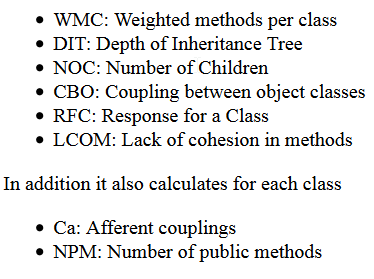 WMC: Weighted methods per class
DIT: Depth of Inheritance Tree
NOC: Number of Children
CBO: Coupling between object classes
RFC: Response for a Class
LCOM: Lack of cohesion in methods
In addition it also calculates for each class
Ca: Afferent couplings
NPM: Number of public methods